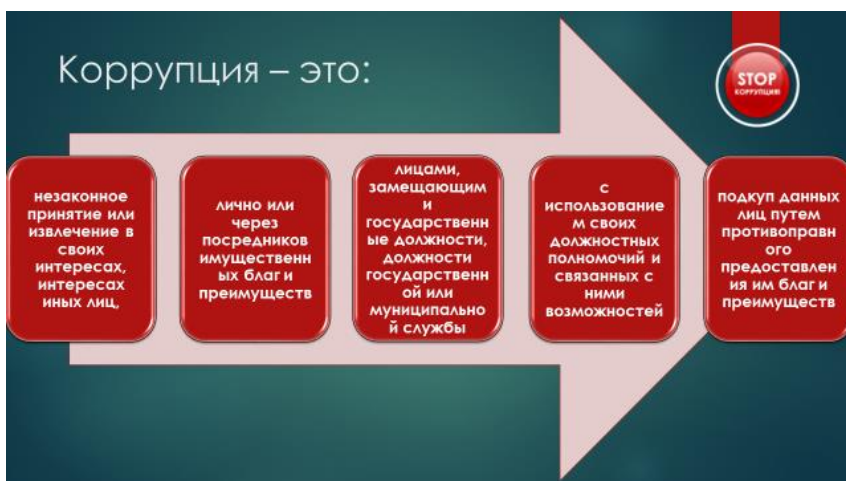 Коррупция – это:
STOP
КОРРУПЦИЯ!
незаконное
принятие или
извлечение в
своих
интересах,
интересах
иных лиц,
лично или
через
посредников
имущественн
ых благ и
преимуществ
лицами,
замещающим
и
государственн
ые должности,
должности
государственн
ой или
муниципально
й службы
с
использование
м своих
должностных
полномочий и
связанных с
ними
возможностей
подкуп данных
лиц путем
противоправн
ого
предоставлен
ия им благ и
преимуществ